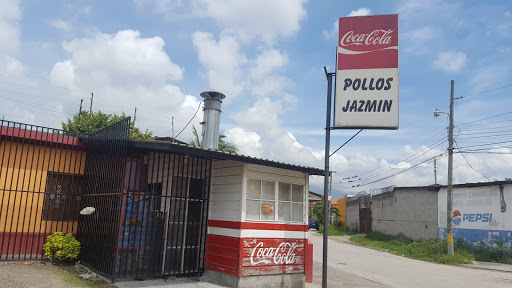 Coca-Cola
POLLOS
JAZMIN
Coca-Cola
PEPSI